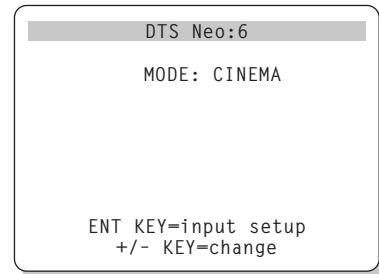 DTS Neo:6
MODE: CINEMA
ENT KEY=input setup
+/- KEY=change